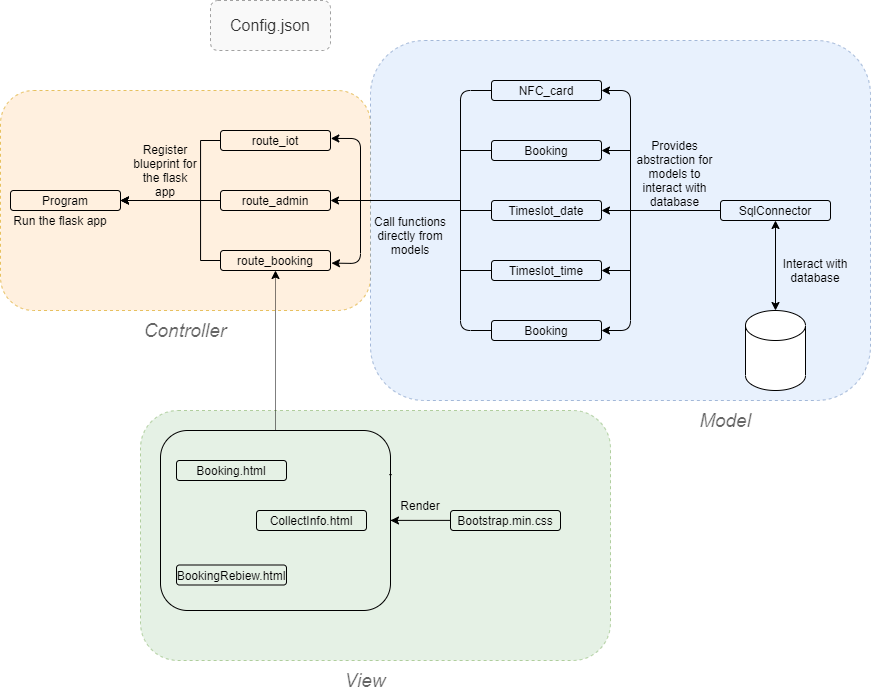 Config.json
NFC_card
route_iot
Register
blueprint for
the flask
app
Booking
Provides
abstraction for
models to
interact with
database
Program
route_admin
Timeslot_date
SqlConnector
Run the flask app
Call functions
directly from
models
route_booking
Timeslot_time
Interact with
database
Controller
Booking
Model
Booking.html
CollectInfo.html
Render
Bootstrap.min.css
BookingRebiew.html
View